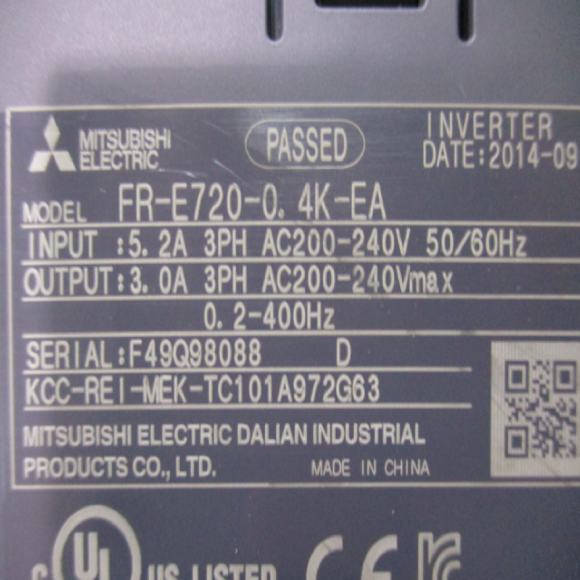 MITSUBISHI
ELECTRIC
PASSED
INVERTER
DATE:2014-09
MODEL FR-E720-0.4K-EA
INPUT :5.2A 3PH AC200-240V 50/60Hz
OUTPUT:3.0A 3PH AC200-240Vmax
0.2-400Hz
SERIAL:F49Q98088 D
KCC-REI-MEK-TC101A972G63
MITSUBISHI ELECTRIC DALIAN INDUSTRIAL
PRODUCTS CO., LTD. MADE IN CHINA
c UL US LISTED CE